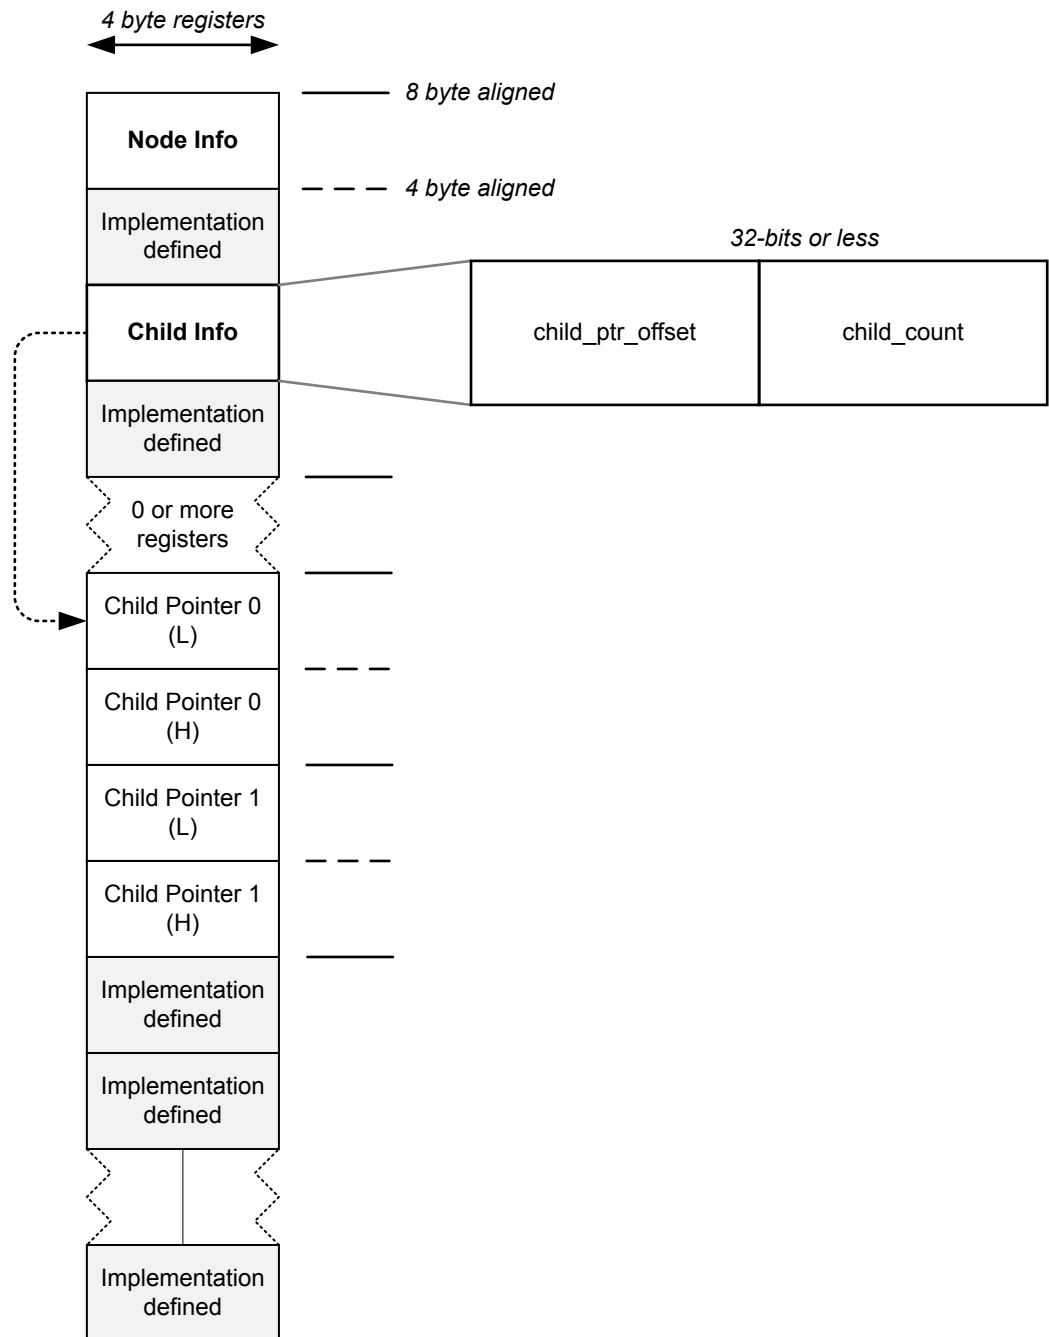 4 byte registers
8 byte aligned
Node Info
4 byte aligned
Implementation
defined
32-bits or less
Child Info
child_ptr_offset
child_count
Implementation
defined
0 or more
registers
Child Pointer 0
(L)
Child Pointer 0
(H)
Child Pointer 1
(L)
Child Pointer 1
(H)
Implementation
defined
Implementation
defined
Implementation
defined